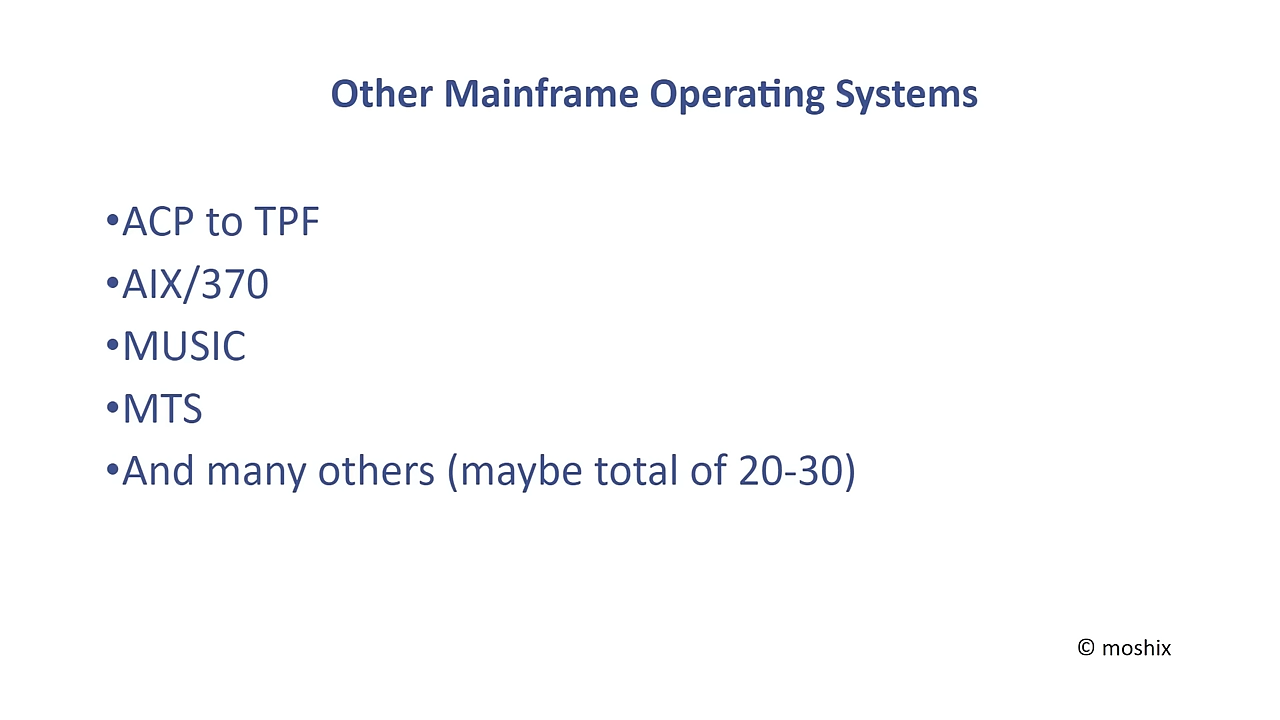 Other Mainframe Operating Systems
•ACP to TPF
•AIX/370
•MUSIC
•MTS
•And many others (maybe total of 20-30)
© moshix